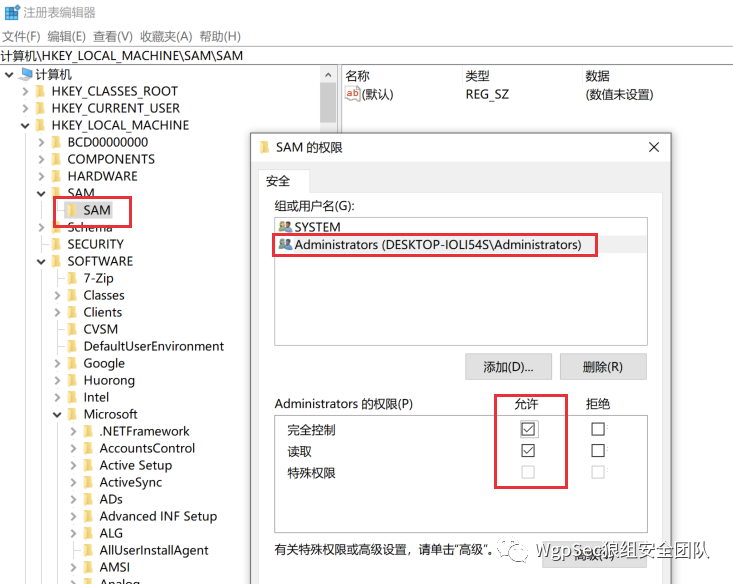 注册表编辑器
文件(F) 编辑(E) 查看(V) 收藏夹(A) 帮助(H)
计算机\HKEY_LOCAL_MACHINE\SAM\SAM
计算机
HKEY_CLASSES_ROOT
HKEY_CURRENT_USER
HKEY_LOCAL_MACHINE
BCD00000000
COMPONENTS
HARDWARE
SAM
SAM
Schema
SECURITY
SOFTWARE
7-Zip
Classes
Clients
CVSM
DefaultUserEnvironment
Google
Huorong
Intel
Microsoft
.NETFramework
AccountsControl
Active Setup
ActiveSync
ADs
Advanced INF Setup
ALG
AllUserInstallAgent
AMSI
Analog
名称 类型 数据
ab (默认) REG_SZ (数值未设置)
SAM 的权限
安全
组或用户名(G):
SYSTEM
Administrators (DESKTOP-IOLI54S\Administrators)
添加(D)... 删除(R)
Administrators 的权限(P) 允许 拒绝
完全控制
读取
特殊权限
有关特殊权限或高级设置，请单击"高级"。
高级(V)
WgpSec狼组安全团队